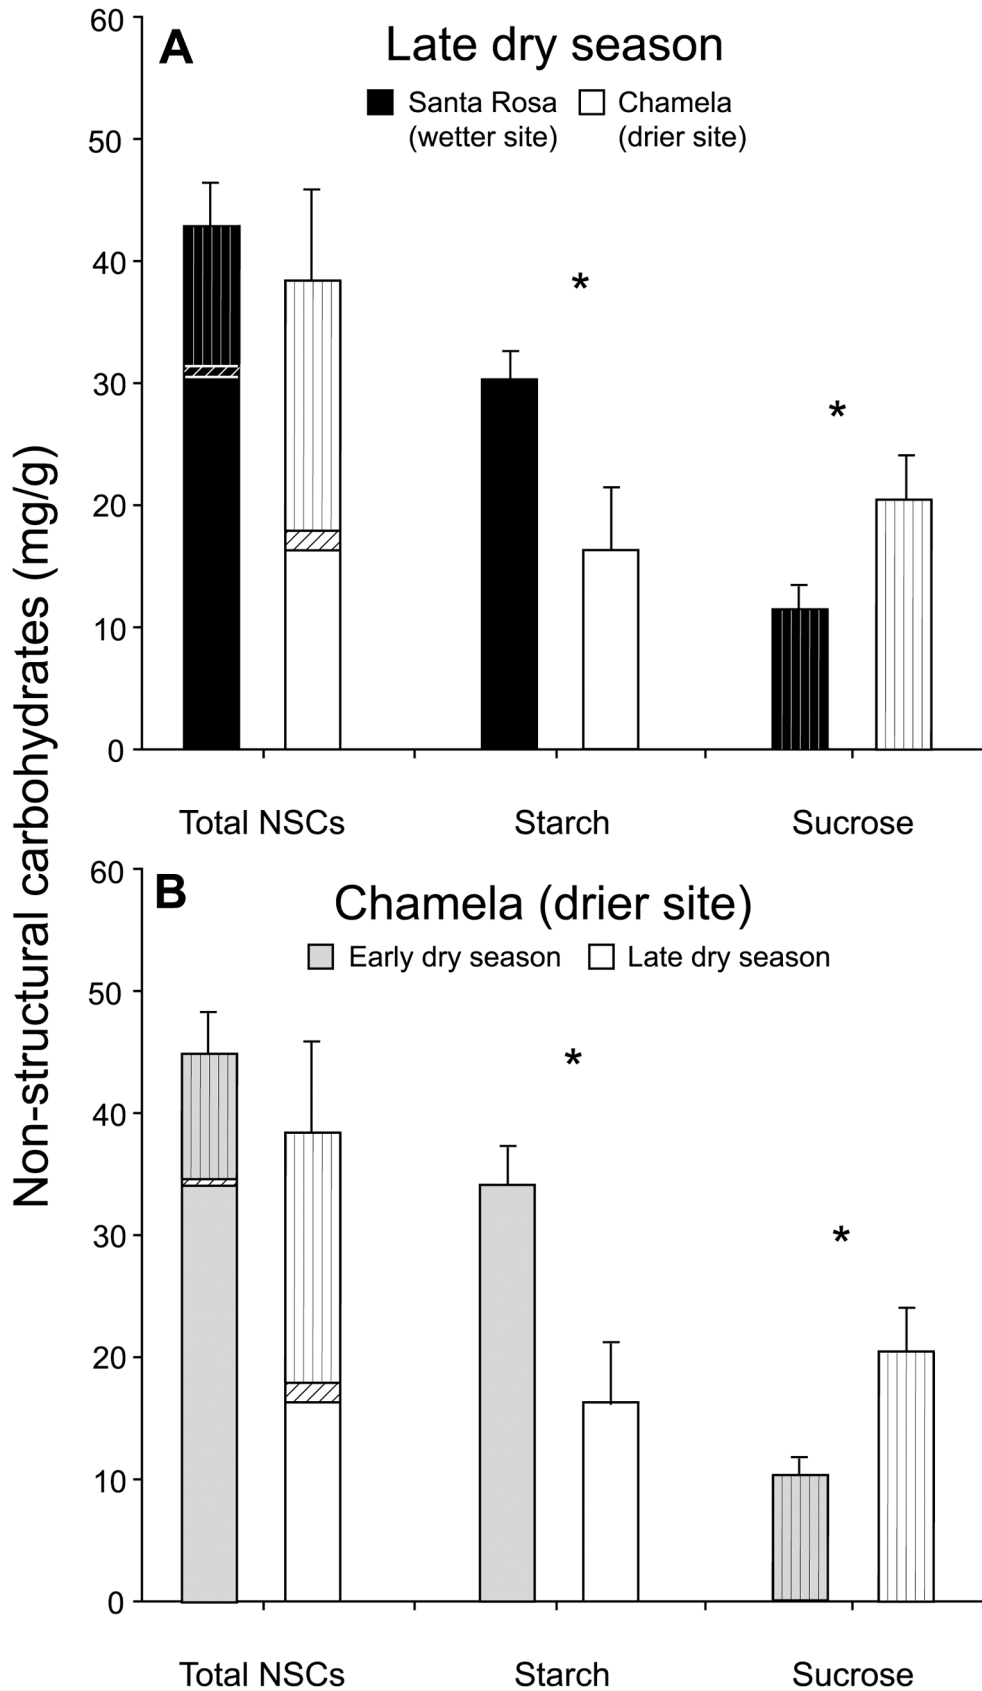 Non-structural carbohydrates (mg/g)
A
Late dry season
Santa Rosa
(wetter site)
Chamela
(drier site)
60
50
40
30
20
10
0
*
*
Total NSCs
Starch
Sucrose
B
Chamela (drier site)
Early dry season
Late dry season
60
50
40
30
20
10
0
*
*
Total NSCs
Starch
Sucrose